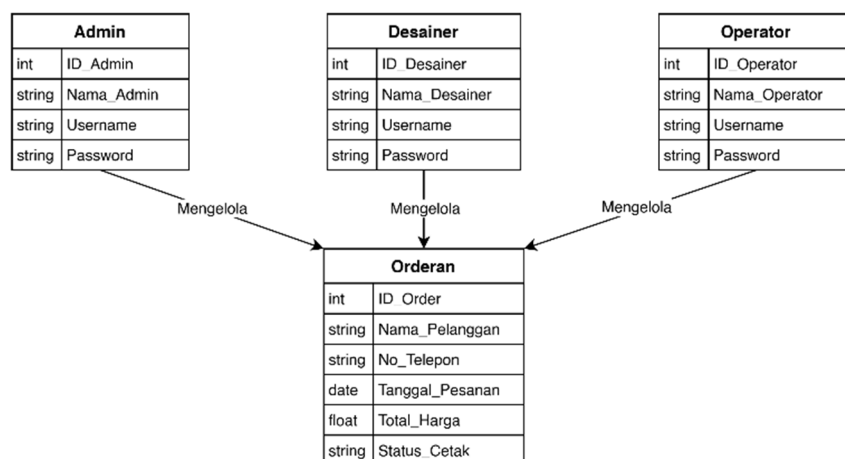 Admin
int ID_Admin
string Nama_Admin
string Username
string Password
Desainer
int ID_Desainer
string Nama_Desainer
string Username
string Password
Operator
int ID_Operator
string Nama_Operator
string Username
string Password
Mengelola
Mengelola
Mengelola
Orderan
int ID_Order
string Nama_Pelanggan
string No_Telepon
date Tanggal_Pesanan
float Total_Harga
string Status_Cetak